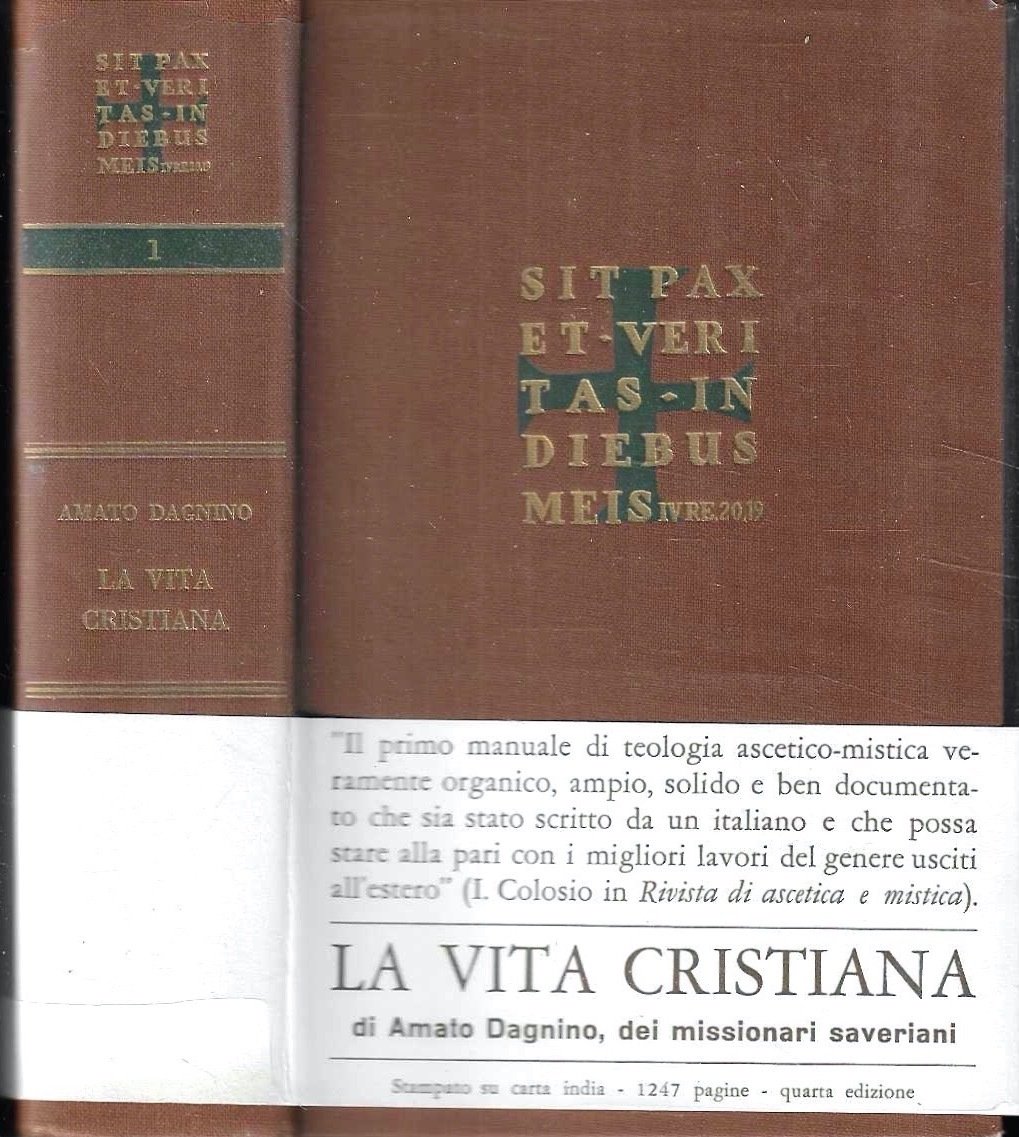 SIT PAX
ET-VERI
TAS-IN
DIEBUS
MEIS IV RE.20,19
1
AMATO DAGNINO
LA VITA
CRISTIANA
SIT PAX
ET-VERI
TAS-IN
DIEBUS
MEIS IV RE.20,19
"Il primo manuale di teologia ascetico-mistica ve-
ramente organico, ampio, solido e ben documenta-
to che sia stato scritto da un italiano e che possa
stare alla pari con i migliori lavori del genere usciti
all'estero" (I. Colosio in Rivista di ascetica e mistica).
LA VITA CRISTIANA
di Amato Dagnino, dei missionari saveriani
Stampato su carta india - 1247 pagine - quarta edizione